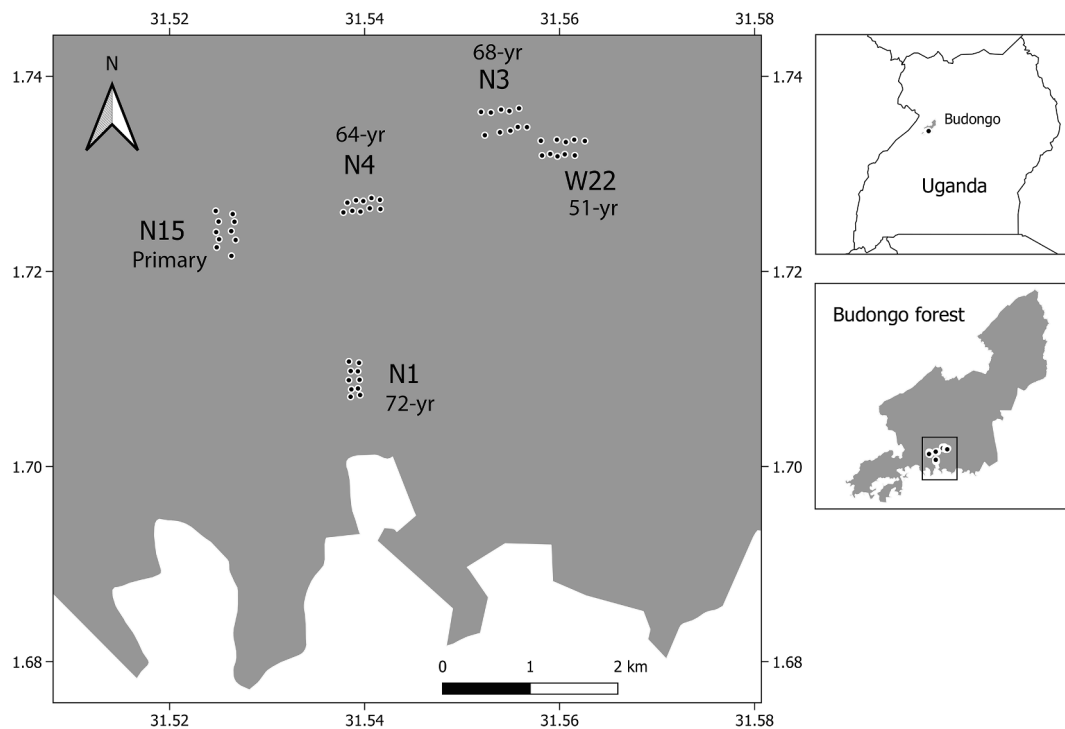 31.52
31.54
31.56
31.58
N
68-yr
N3
1.74
1.74
64-yr
N4
W22
51-yr
N15
Primary
1.72
1.72
N1
72-yr
1.70
1.70
0
1
2 km
1.68
1.68
31.52
31.54
31.56
31.58
Budongo
Uganda
Budongo forest